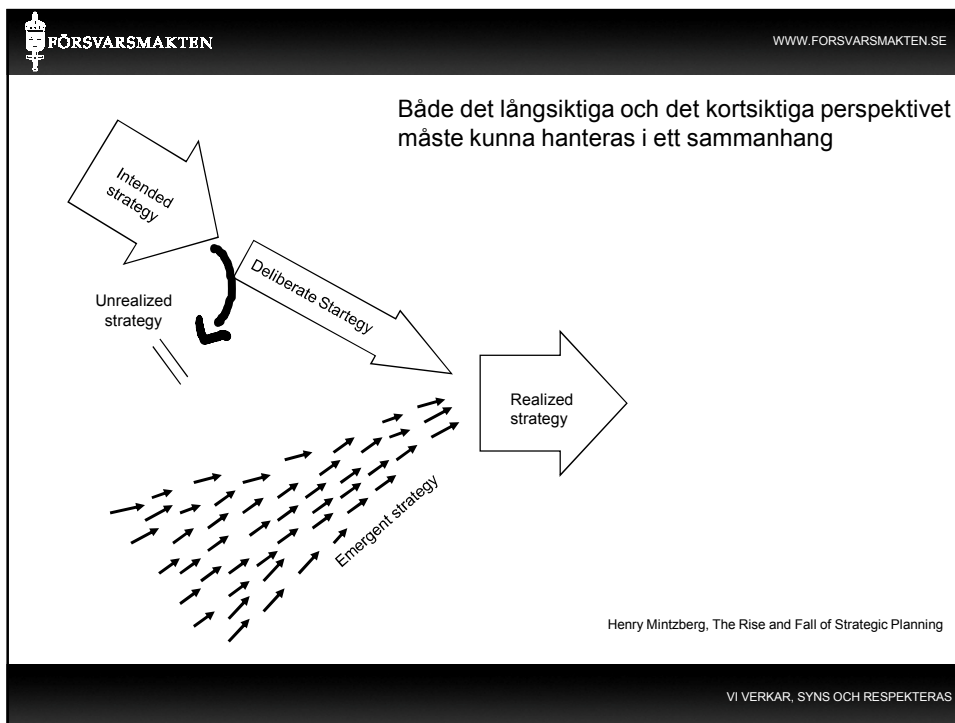 FÖRSVARSMAKTEN
WWW.FORSVARSMAKTEN.SE
Både det långsiktiga och det kortsiktiga perspektivet
måste kunna hanteras i ett sammanhang
Intended
strategy
Deliberate Startegy
Unrealized
strategy
Realized
strategy
Emergent strategy
Henry Mintzberg, The Rise and Fall of Strategic Planning
VI VERKAR, SYNS OCH RESPEKTERAS